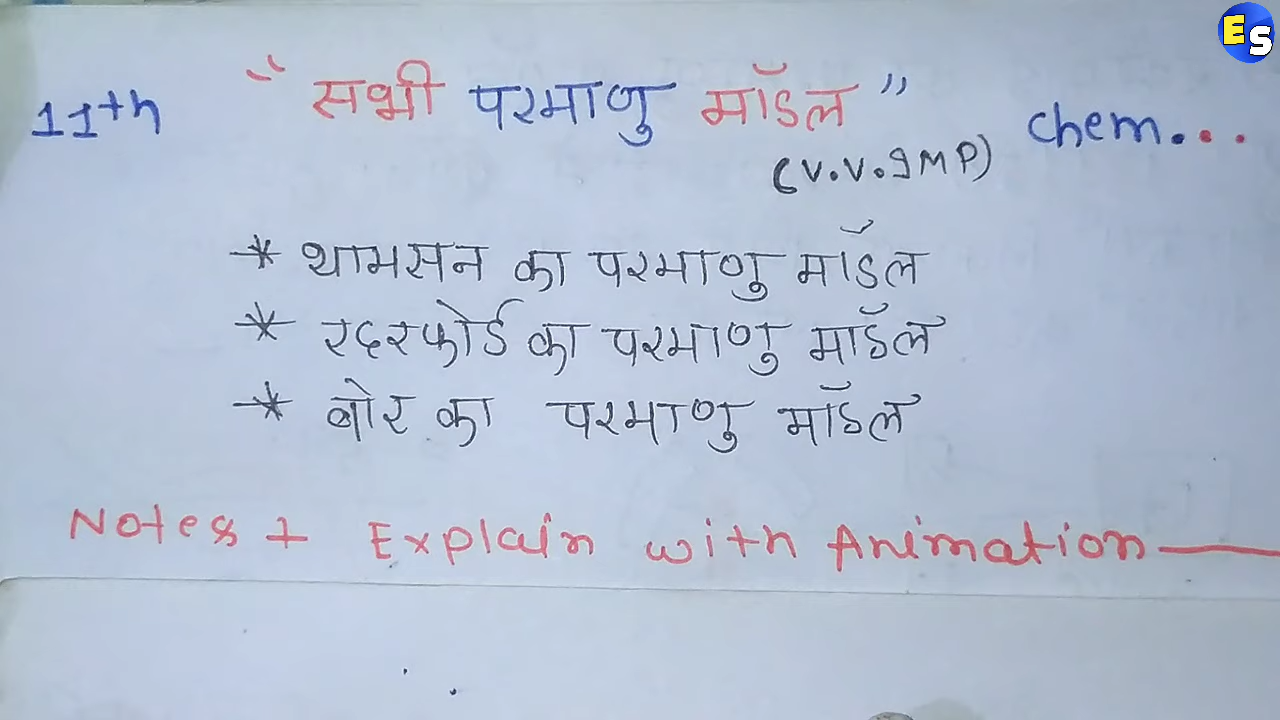 ES
11th "सभी परमाणु मॉडल" chem...
(V.V.IMP)
* थामसन का परमाणु मॉडल
* रदरफोर्ड का परमाणु मॉडल
* बोर का परमाणु मॉडल
Notes + Explain with Animation